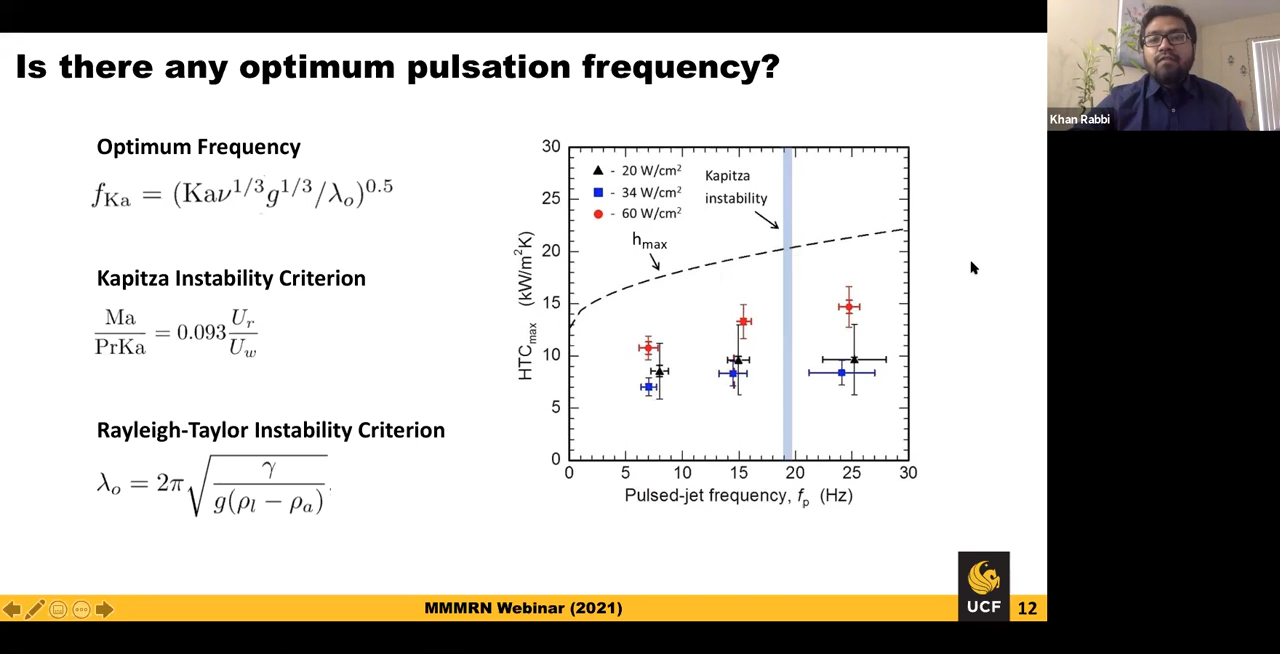 Is there any optimum pulsation frequency?
Khan Rabbi
Optimum Frequency
f_Ka = (Kaν^1/3 g^1/3/λ_o)^0.5
Kapitza Instability Criterion
Ma/PrKa = 0.093 U_r/U_w
Rayleigh-Taylor Instability Criterion
λ_o = 2π√(γ/g(ρ_l − ρ_a)).
HTC_max (kW/m²K)
30
25
20
15
10
5
0
▲ - 20 W/cm²
■ - 34 W/cm²
● - 60 W/cm²
Kapitza
instability
h_max
0 5 10 15 20 25 30
Pulsed-jet frequency, f_p (Hz)
MMMRN Webinar (2021)
UCF
12